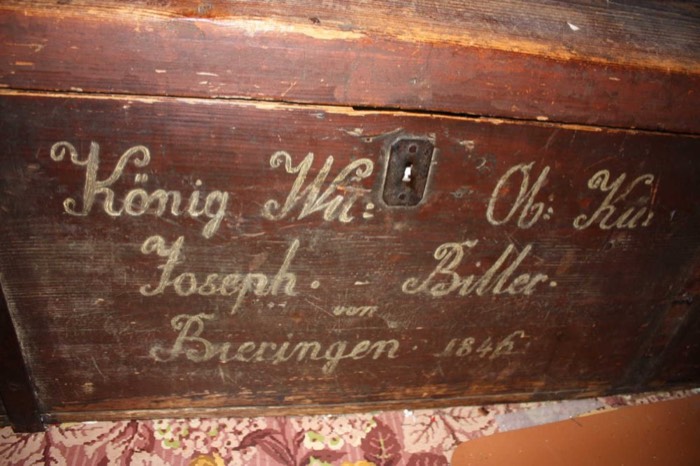 König Wü: Ob: Kü:
Joseph. - Biller.
von
Bieringen. 1846